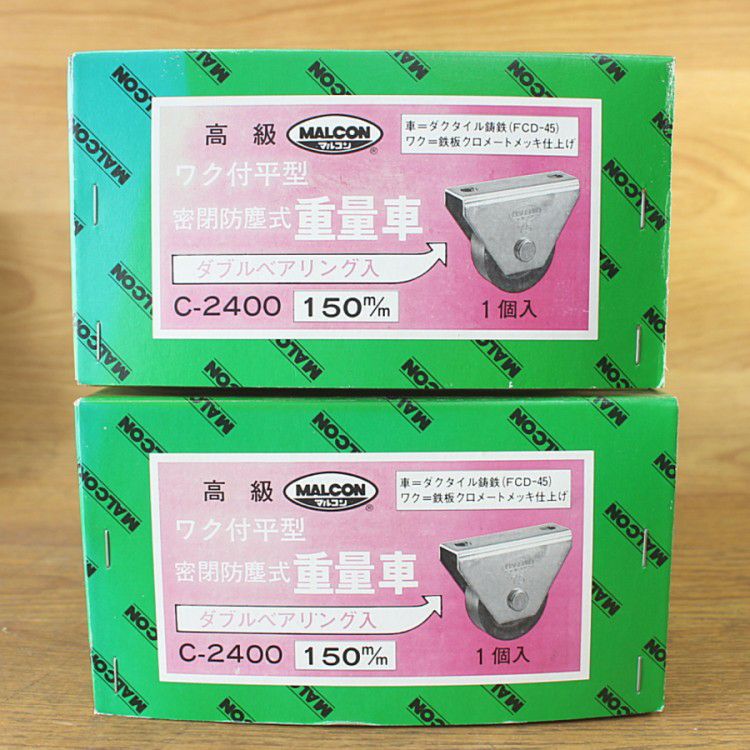 高級 MALCON マルコン ®
車=ダクタイル鋳鉄(FCD-45)
ワク=鉄板クロメートメッキ仕上げ
ワク付平型
密閉防塵式 重量車
ダブルベアリング入
C-2400 150m/m 1個入
高級 MALCON マルコン ®
車=ダクタイル鋳鉄(FCD-45)
ワク=鉄板クロメートメッキ仕上げ
ワク付平型
密閉防塵式 重量車
ダブルベアリング入
C-2400 150m/m 1個入